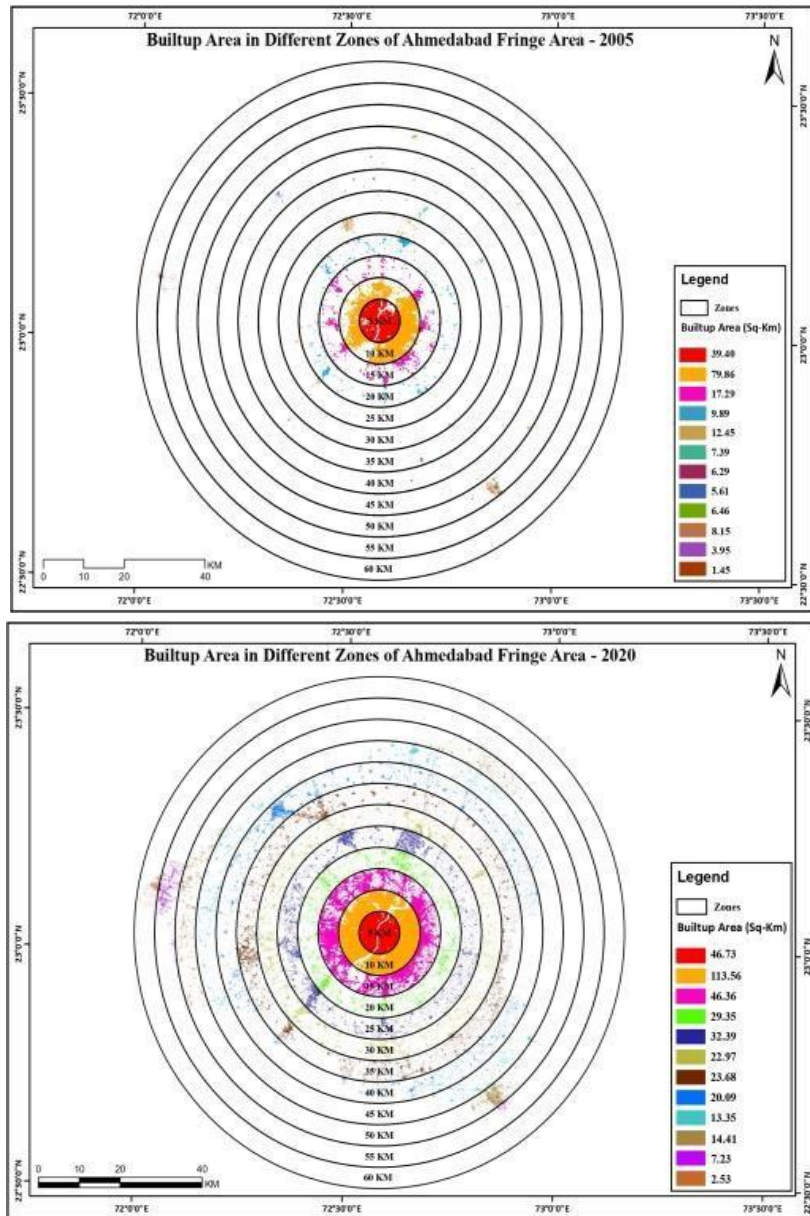 72°0'0"E 72°30'0"E 73°0'0"E 73°30'0"E
Builtup Area in Different Zones of Ahmedabad Fringe Area - 2005
N
23°30'0"N
23°30'0"N
23°0'0"N
23°0'0"N
22°30'0"N
22°30'0"N
5 KM
10 KM
15 KM
20 KM
25 KM
30 KM
35 KM
40 KM
45 KM
50 KM
55 KM
60 KM
Legend
Zones
Builtup Area (Sq-Km)
39.40
79.86
17.29
9.89
12.45
7.39
6.29
5.61
6.46
8.15
3.95
1.45
KM
0 10 20 40
72°0'0"E 72°30'0"E 73°0'0"E 73°30'0"E
72°0'0"E 72°30'0"E 73°0'0"E 73°30'0"E
Builtup Area in Different Zones of Ahmedabad Fringe Area - 2020
N
23°30'0"N
23°30'0"N
23°0'0"N
23°0'0"N
22°30'0"N
22°30'0"N
5 KM
10 KM
15 KM
20 KM
25 KM
30 KM
35 KM
40 KM
45 KM
50 KM
55 KM
60 KM
Legend
Zones
Builtup Area (Sq-Km)
46.73
113.56
46.36
29.35
32.39
22.97
23.68
20.09
13.35
14.41
7.23
2.53
0 10 20 40
KM
72°0'0"E 72°30'0"E 73°0'0"E 73°30'0"E